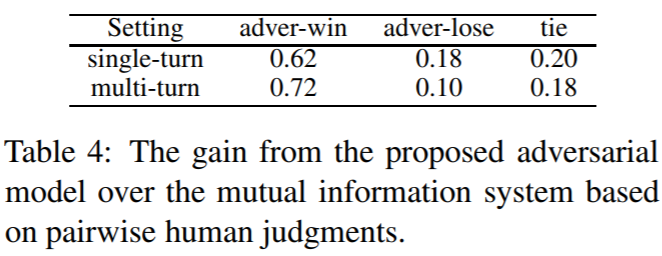 Setting adver-win adver-lose tie
single-turn 0.62 0.18 0.20
multi-turn 0.72 0.10 0.18
Table 4: The gain from the proposed adversarial
model over the mutual information system based
on pairwise human judgments.